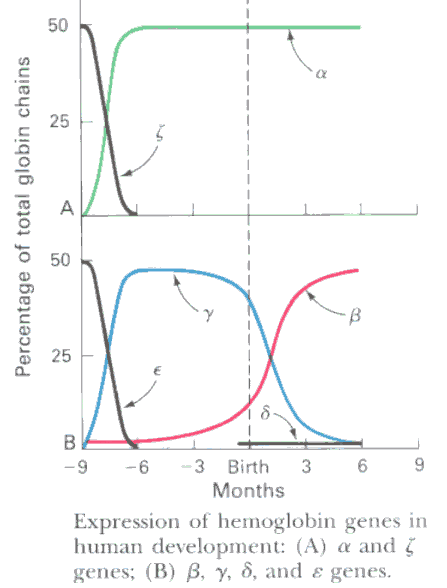 Percentage of total globin chains
50
25
A
α
ζ
50
25
B
γ
β
ϵ
δ
−9 −6 −3 Birth 3 6 9
Months
Expression of hemoglobin genes in
human development: (A) α and ζ
genes; (B) β, γ, δ, and ε genes.